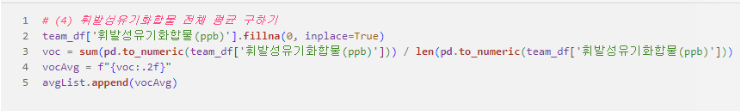 1 # (4) 휘발성유기화합물 전체 평균 구하기
2 team_df['휘발성유기화합물(ppb)'].fillna(0, inplace=True)
3 voc = sum(pd.to_numeric(team_df['휘발성유기화합물(ppb)'])) / len(pd.to_numeric(team_df['휘발성유기화합물(ppb)']))
4 vocAvg = f"{voc:.2f}"
5 avgList.append(vocAvg)